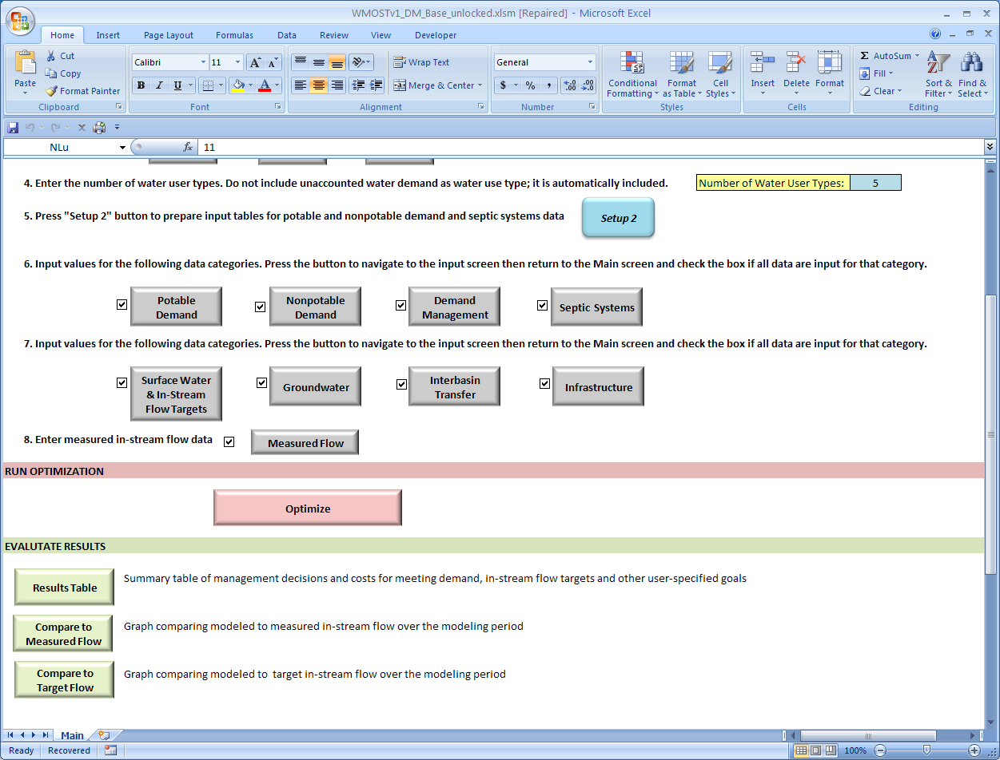 WMOSTv1_DM_Base_unlocked.xlsm [Repaired] - Microsoft Excel
Home Insert Page Layout Formulas Data Review View Developer
Paste
Cut
Copy
Format Painter
Clipboard
Calibri 11
B I U
Font
Wrap Text
Merge & Center
Alignment
General
$ % ,
Number
Conditional Formatting
Format as Table
Cell Styles
Styles
Insert Delete Format
Cells
Σ AutoSum
Fill
Clear
Sort & Filter
Find & Select
Editing
NLu fx 11
4. Enter the number of water user types. Do not include unaccounted water demand as water use type; it is automatically included. Number of Water User Types: 5
5. Press "Setup 2" button to prepare input tables for potable and nonpotable demand and septic systems data Setup 2
6. Input values for the following data categories. Press the button to navigate to the input screen then return to the Main screen and check the box if all data are input for that category.
Potable Demand
Nonpotable Demand
Demand Management
Septic Systems
7. Input values for the following data categories. Press the button to navigate to the input screen then return to the Main screen and check the box if all data are input for that category.
Surface Water & In-Stream Flow Targets
Groundwater
Interbasin Transfer
Infrastructure
8. Enter measured in-stream flow data Measured Flow
RUN OPTIMIZATION
Optimize
EVALUTATE RESULTS
Results Table
Summary table of management decisions and costs for meeting demand, in-stream flow targets and other user-specified goals
Compare to Measured Flow
Graph comparing modeled to measured in-stream flow over the modeling period
Compare to Target Flow
Graph comparing modeled to target in-stream flow over the modeling period
Main
Ready Recovered 100%